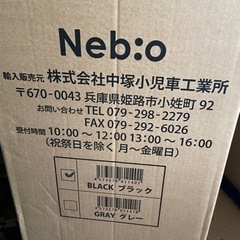 Neb:o
輸入販売元 株式会社中塚小児車工業所
〒670-0043 兵庫県姫路市小姓町 92
お問い合わせ TEL 079-298-2279
FAX 079-292-6026
受付時間 10:00 ～ 12:00 13:00 ～ 16:00
(祝祭日を除く 月～金曜日)
BLACK ブラック
GRAY グレー